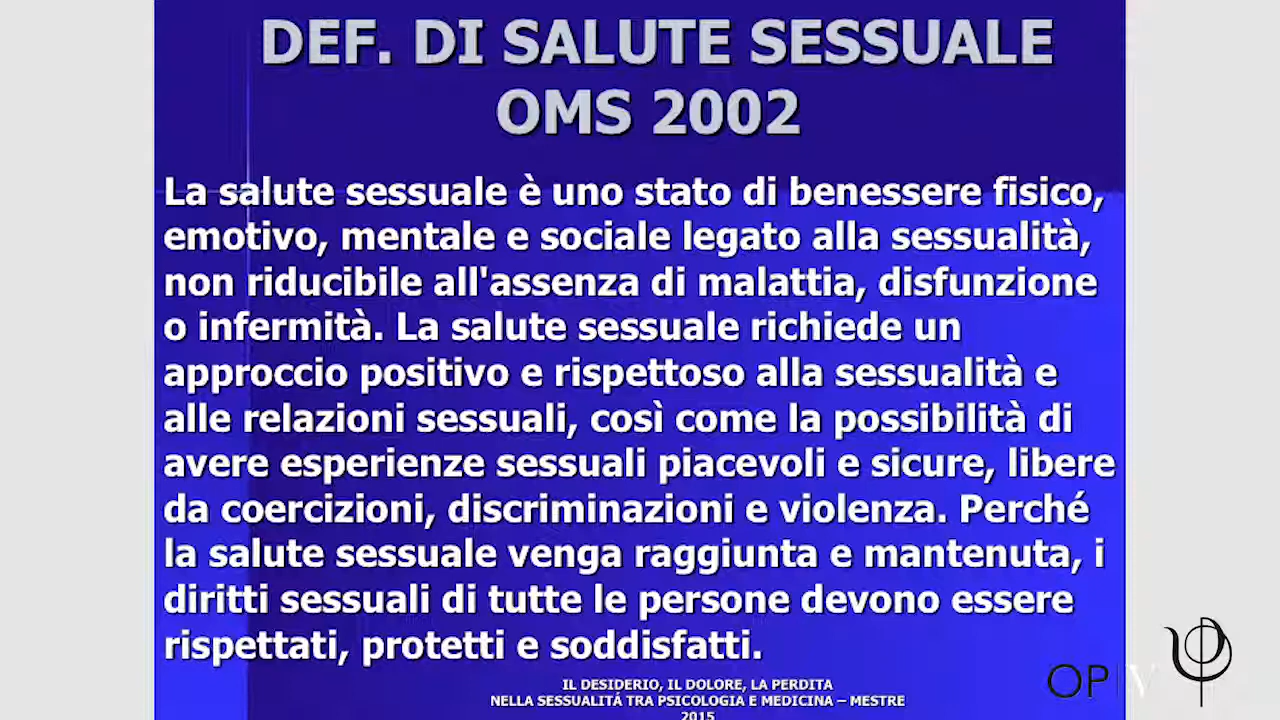 DEF. DI SALUTE SESSUALE
OMS 2002
La salute sessuale è uno stato di benessere fisico,
emotivo, mentale e sociale legato alla sessualità,
non riducibile all'assenza di malattia, disfunzione
o infermità. La salute sessuale richiede un
approccio positivo e rispettoso alla sessualità e
alle relazioni sessuali, così come la possibilità di
avere esperienze sessuali piacevoli e sicure, libere
da coercizioni, discriminazioni e violenza. Perché
la salute sessuale venga raggiunta e mantenuta, i
diritti sessuali di tutte le persone devono essere
rispettati, protetti e soddisfatti.
IL DESIDERIO, IL DOLORE, LA PERDITA
NELLA SESSUALITÁ TRA PSICOLOGIA E MEDICINA – MESTRE
2015
OP|V